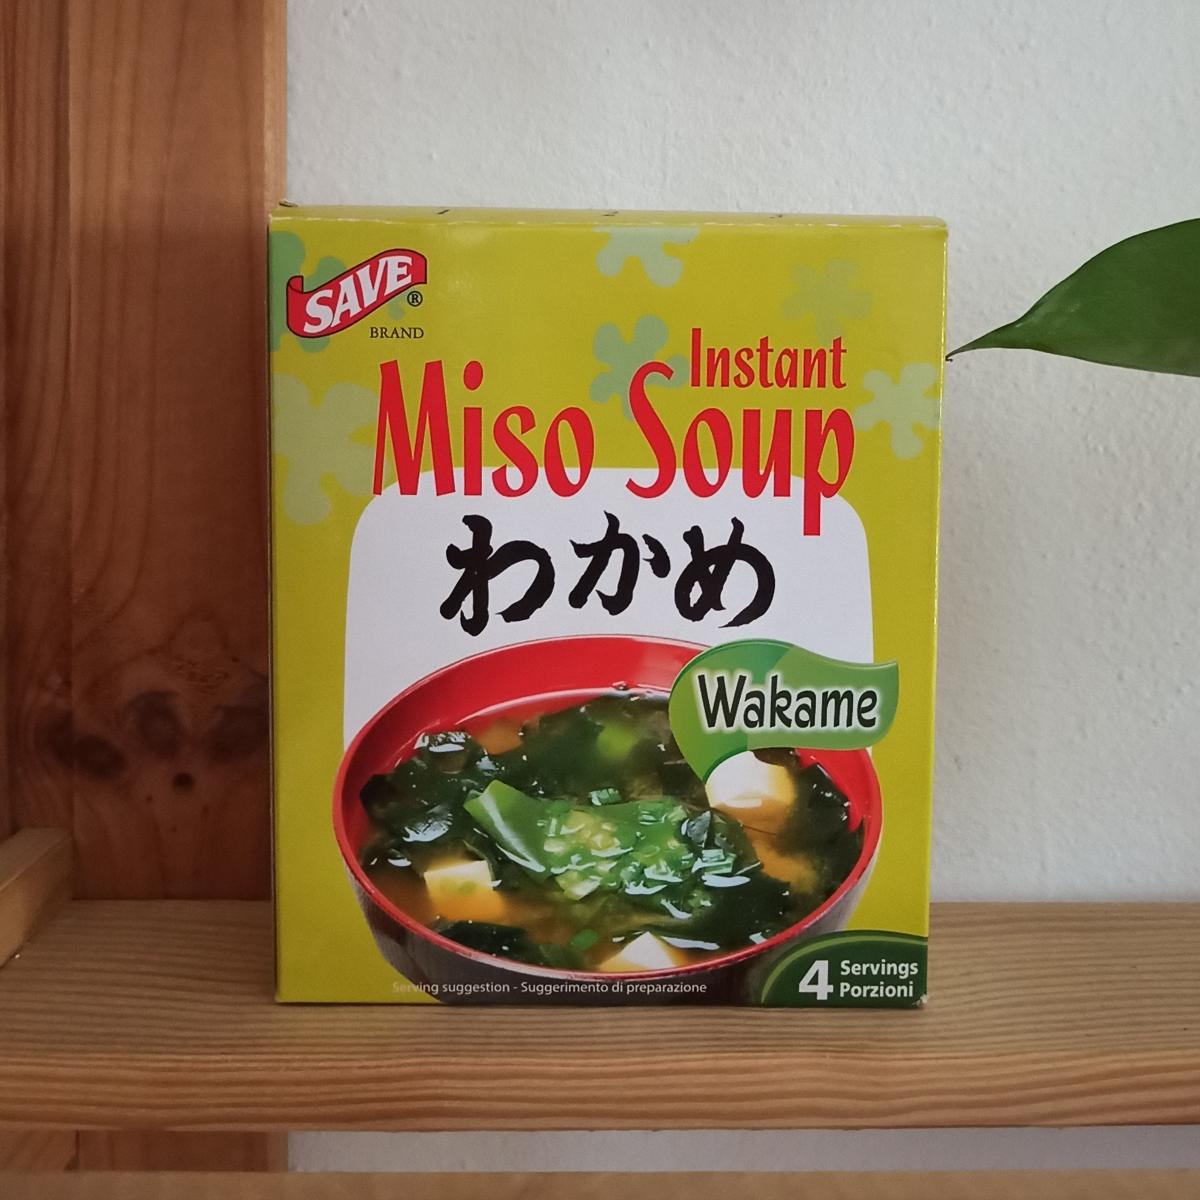 SAVE®
BRAND
Instant
Miso Soup
わかめ
Wakame
4 Servings
Porzioni
Serving suggestion - Suggerimento di preparazione